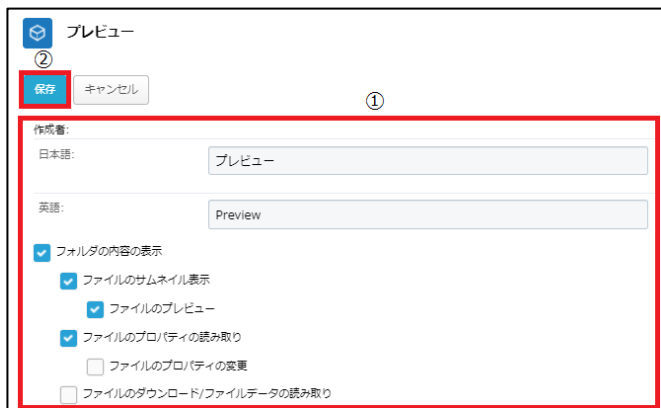 プレビュー
②
保存 キャンセル
①
作成者:
日本語: プレビュー
英語: Preview
フォルダの内容の表示
ファイルのサムネイル表示
ファイルのプレビュー
ファイルのプロパティの読み取り
ファイルのプロパティの変更
ファイルのダウンロード/ファイルデータの読み取り